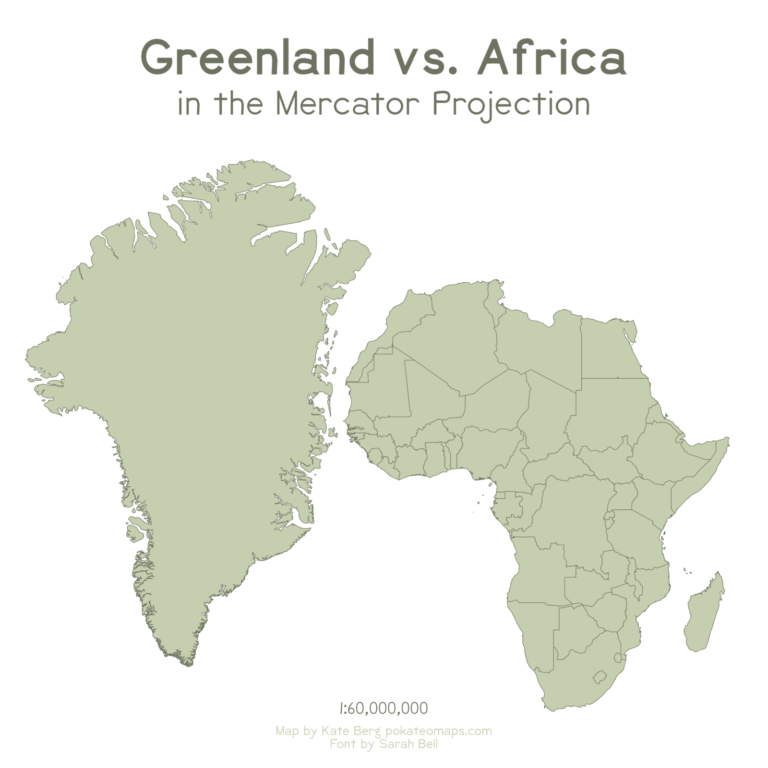 Greenland vs. Africa
in the Mercator Projection
1:60,000,000
Map by Kate Berg pokateomaps.com
Font by Sarah Bell